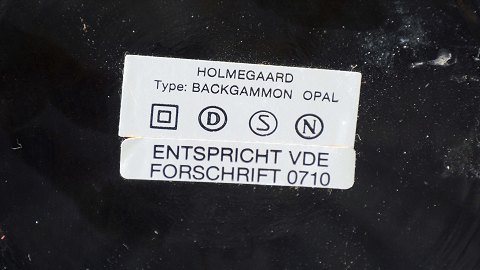 HOLMEGAARD
Type: BACKGAMMON OPAL
D S N
ENTSPRICHT VDE
FORSCHRIFT 0710